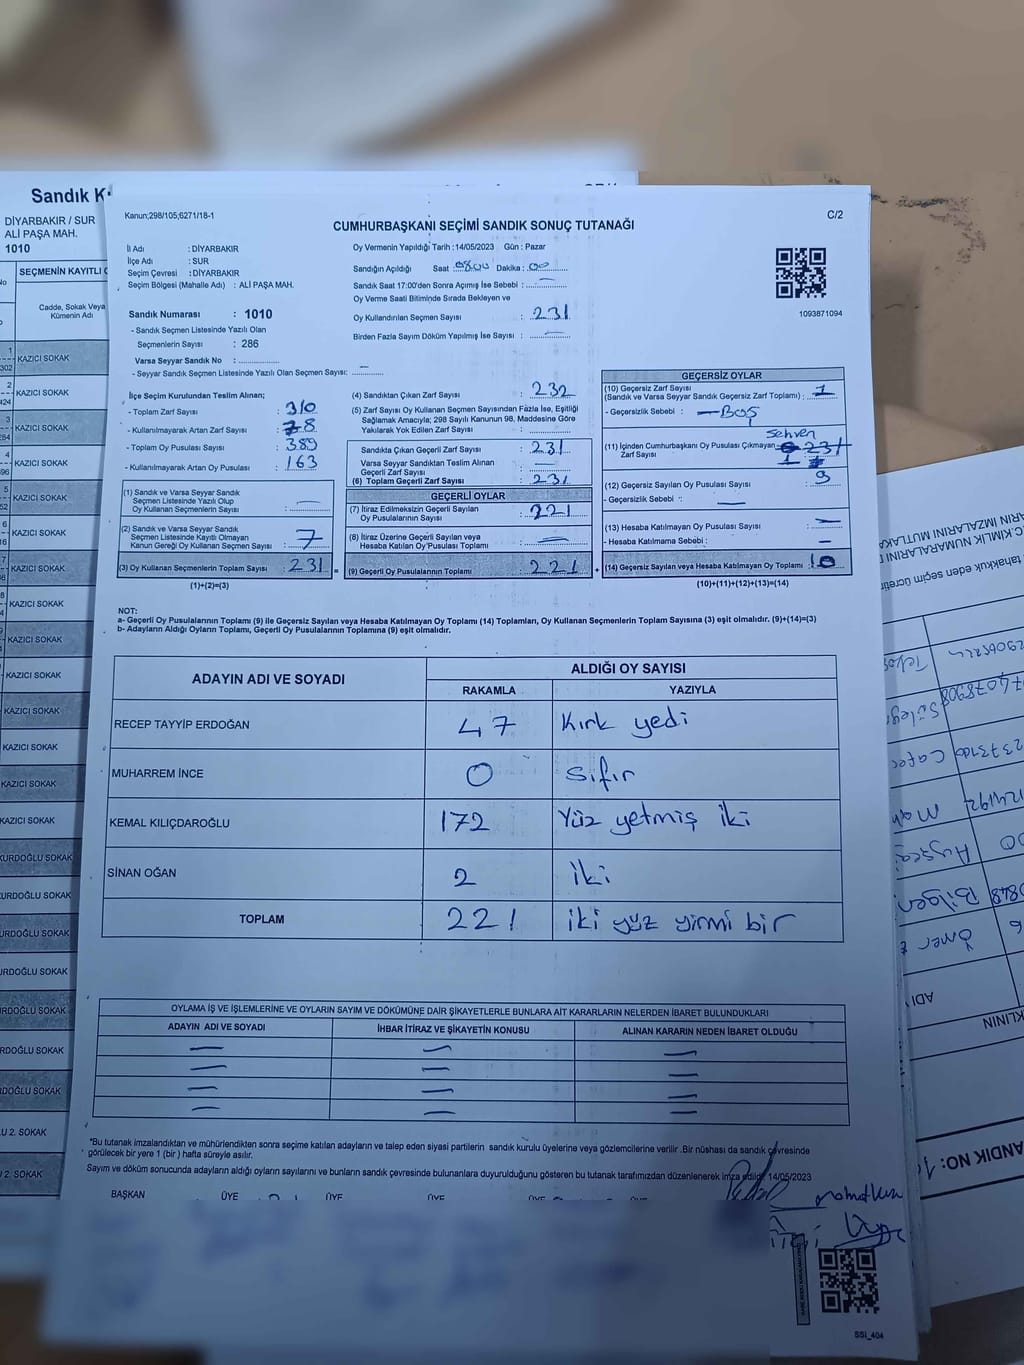 Sandık K
DİYARBAKIR / SUR
ALİ PAŞA MAH.
1010
SEÇMENİN KAYITLI
Cadde, Sokak Veya
Kümenin Adı
KAZICI SOKAK
KAZICI SOKAK
KAZICI SOKAK
KAZICI SOKAK
KAZICI SOKAK
KAZICI SOKAK
KAZICI SOKAK
KAZICI SOKAK
KAZICI SOKAK
KAZICI SOKAK
KAZICI SOKAK
KAZICI SOKAK
KAZICI SOKAK
KAZICI SOKAK
KURDOĞLU SOKAK
KURDOĞLU SOKAK
URDOĞLU SOKAK
URDOĞLU SOKAK
RDOĞLU SOKAK
RDOĞLU SOKAK
RDOĞLU SOKAK
U 2. SOKAK
2. SOKAK
Kanun;298/105;6271/18-1
C/2
CUMHURBAŞKANI SEÇİMİ SANDIK SONUÇ TUTANAĞI
İl Adı : DİYARBAKIR
İlçe Adı : SUR
Seçim Çevresi : DİYARBAKIR
Seçim Bölgesi (Mahalle Adı) : ALİ PAŞA MAH.
Sandık Numarası : 1010
- Sandık Seçmen Listesinde Yazılı Olan
Seçmenlerin Sayısı : 286
Varsa Seyyar Sandık No :
- Seyyar Sandık Seçmen Listesinde Yazılı Olan Seçmen Sayısı: —
Oy Vermenin Yapıldığı Tarih : 14/05/2023 Gün : Pazar
Sandığın Açıldığı Saat 08.00 Dakika : 00
Sandık Saat 17:00'den Sonra Açımış İse Sebebi : —
Oy Verme Saati Bitiminde Sırada Bekleyen ve
Oy Kullandırılan Seçmen Sayısı : 231
Birden Fazla Sayım Döküm Yapılmış İse Sayısı : —
1093871094
İlçe Seçim Kurulundan Teslim Alınan;
- Toplam Zarf Sayısı : 310
- Kullanılmayarak Artan Zarf Sayısı : 78
- Toplam Oy Pusulası Sayısı : 389
- Kullanılmayarak Artan Oy Pusulası : 163
(1) Sandık ve Varsa Seyyar Sandık
Seçmen Listesinde Yazılı Olup
Oy Kullanan Seçmenlerin Sayısı : —
(2) Sandık ve Varsa Seyyar Sandık
Seçmen Listesinde Kayıtlı Olmayan
Kanun Gereği Oy Kullanan Seçmen Sayısı : 7
(3) Oy Kullanan Seçmenlerin Toplam Sayısı : 231
(1)+(2)=(3)
(4) Sandıktan Çıkan Zarf Sayısı : 232
(5) Zarf Sayısı Oy Kullanan Seçmen Sayısından Fazla İse, Eşitliği
Sağlamak Amacıyla; 298 Sayılı Kanunun 98. Maddesine Göre
Yakılarak Yok Edilen Zarf Sayısı :
Sandıkta Çıkan Geçerli Zarf Sayısı : 231
Varsa Seyyar Sandıktan Teslim Alınan
Geçerli Zarf Sayısı : —
(6) Toplam Geçerli Zarf Sayısı : 231
GEÇERLİ OYLAR
(7) İtiraz Edilmeksizin Geçerli Sayılan
Oy Pusulalarının Sayısı : 221
(8) İtiraz Üzerine Geçerli Sayılan veya
Hesaba Katılan Oy Pusulası Toplamı : —
(9) Geçerli Oy Pusulalarının Toplamı : 221
GEÇERSİZ OYLAR
(10) Geçersiz Zarf Sayısı
(Sandık ve Varsa Seyyar Sandık Geçersiz Zarf Toplamı) : 1
- Geçersizlik Sebebi : — BOŞ
Sehven
(11) İçinden Cumhurbaşkanı Oy Pusulası Çıkmayan 231
Zarf Sayısı
(12) Geçersiz Sayılan Oy Pusulası Sayısı : 9
- Geçersizlik Sebebi : —
(13) Hesaba Katılmayan Oy Pusulası Sayısı : —
- Hesaba Katılmama Sebebi : —
(14) Geçersiz Sayılan veya Hesaba Katılmayan Oy Toplamı : 10
(10)+(11)+(12)+(13)=(14)
NOT:
a- Geçerli Oy Pusulalarının Toplamı (9) ile Geçersiz Sayılan veya Hesaba Katılmayan Oy Toplamı (14) Toplamları, Oy Kullanan Seçmenlerin Toplam Sayısına (3) eşit olmalıdır. (9)+(14)=(3)
b- Adayların Aldığı Oyların Toplamı, Geçerli Oy Pusulalarının Toplamına (9) eşit olmalıdır.
ADAYIN ADI VE SOYADI
ALDIĞI OY SAYISI
RAKAMLA YAZIYLA
RECEP TAYYİP ERDOĞAN 47 Kırk yedi
MUHARREM İNCE 0 Sıfır
KEMAL KILIÇDAROĞLU 172 Yüz yetmiş iki
SİNAN OĞAN 2 İki
TOPLAM 221 iki yüz yirmi bir
OYLAMA İŞ VE İŞLEMLERİNE VE OYLARIN SAYIM VE DÖKÜMÜNE DAİR ŞİKAYETLERLE BUNLARA AİT KARARLARIN NELERDEN İBARET BULUNDUKLARI
ADAYIN ADI VE SOYADI İHBAR İTİRAZ VE ŞİKAYETİN KONUSU ALINAN KARARIN NEDEN İBARET OLDUĞU
— — —
— — —
— — —
— — —
*Bu tutanak imzalandıktan ve mühürlendikten sonra seçime katılan adayların ve talep eden siyasi partilerin sandık kurulu üyelerine veya gözlemcilerine verilir .Bir nüshası da sandık çevresinde
görülecek bir yere 1 (bir ) hafta süreyle asılır.
Sayım ve döküm sonucunda adayların aldığı oyların sayılarını ve bunların sandık çevresinde bulunanlara duyurulduğunu gösteren bu tutanak tarafımızdan düzenlenerek imza edildi. 14/05/2023
BAŞKAN ÜYE ÜYE ÜYE ÜYE ÜYE
SSİ_404
ARIN İMZALARIN MUTLAKA
C.KİMLİK NUMARALARINI
tahakkuk eden seçim ücretle
Ömer
ADI
KLININ
SANDIK NO: 10